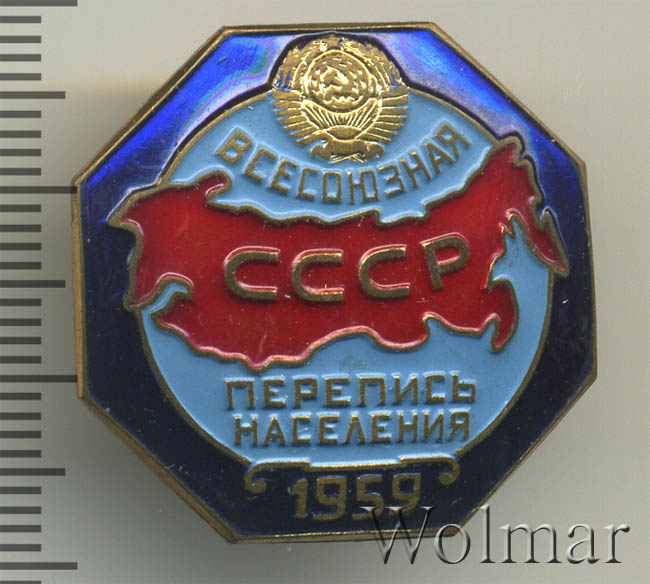 ВСЕСОЮЗНАЯ
СССР
ПЕРЕПИСЬ
НАСЕЛЕНИЯ
1959
Wolmar